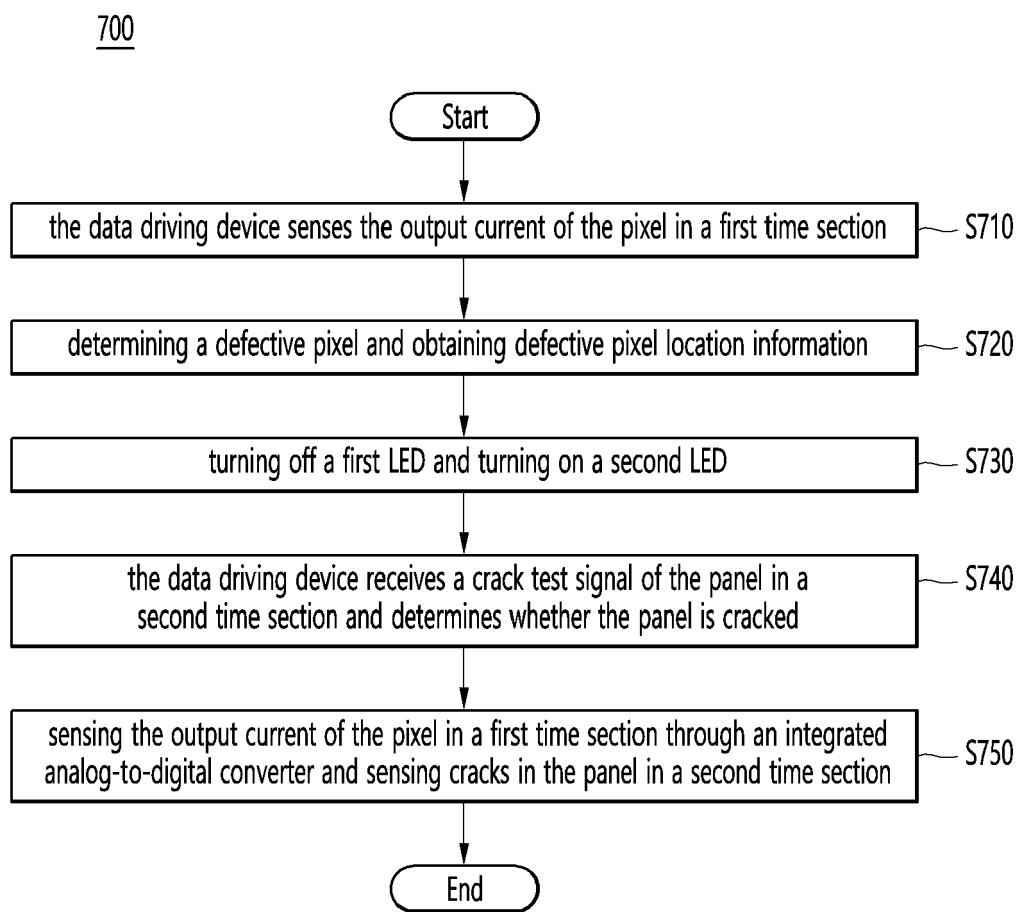 700
Start
the data driving device senses the output current of the pixel in a first time section
S710
determining a defective pixel and obtaining defective pixel location information
S720
turning off a first LED and turning on a second LED
S730
the data driving device receives a crack test signal of the panel in a
second time section and determines whether the panel is cracked
S740
sensing the output current of the pixel in a first time section through an integrated
analog-to-digital converter and sensing cracks in the panel in a second time section
S750
End